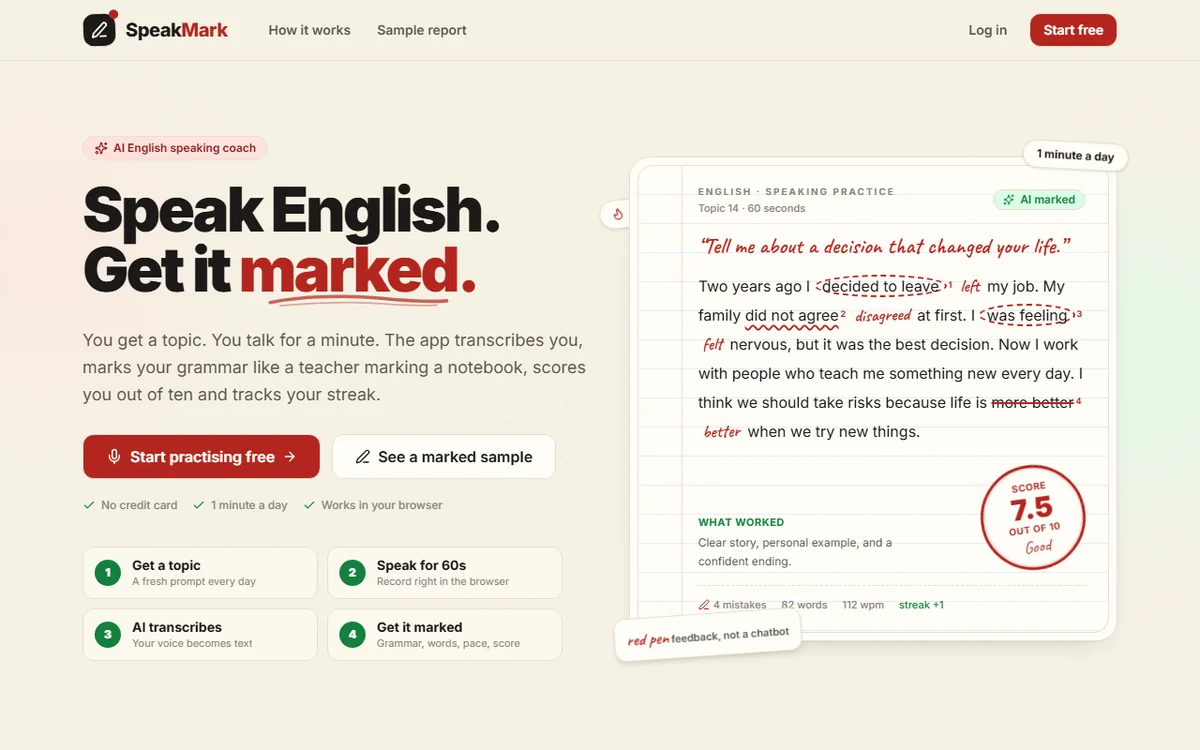 SpeakMark
How it works
Sample report
Log in
Start free
AI English speaking coach
Speak English.
Get it marked.
You get a topic. You talk for a minute. The app transcribes you,
marks your grammar like a teacher marking a notebook, scores
you out of ten and tracks your streak.
Start practising free →
See a marked sample
No credit card
1 minute a day
Works in your browser
1
Get a topic
A fresh prompt every day
2
Speak for 60s
Record right in the browser
3
AI transcribes
Your voice becomes text
4
Get it marked
Grammar, words, pace, score
1 minute a day
ENGLISH · SPEAKING PRACTICE
Topic 14 · 60 seconds
AI marked
“Tell me about a decision that changed your life.”
Two years ago I decided to leave 1 left my job. My
family did not agree 2 disagreed at first. I was feeling 3
felt nervous, but it was the best decision. Now I work
with people who teach me something new every day. I
think we should take risks because life is more better 4
better when we try new things.
WHAT WORKED
Clear story, personal example, and a
confident ending.
SCORE
7.5
OUT OF 10
Good
4 mistakes
82 words
112 wpm
streak +1
red pen feedback, not a chatbot